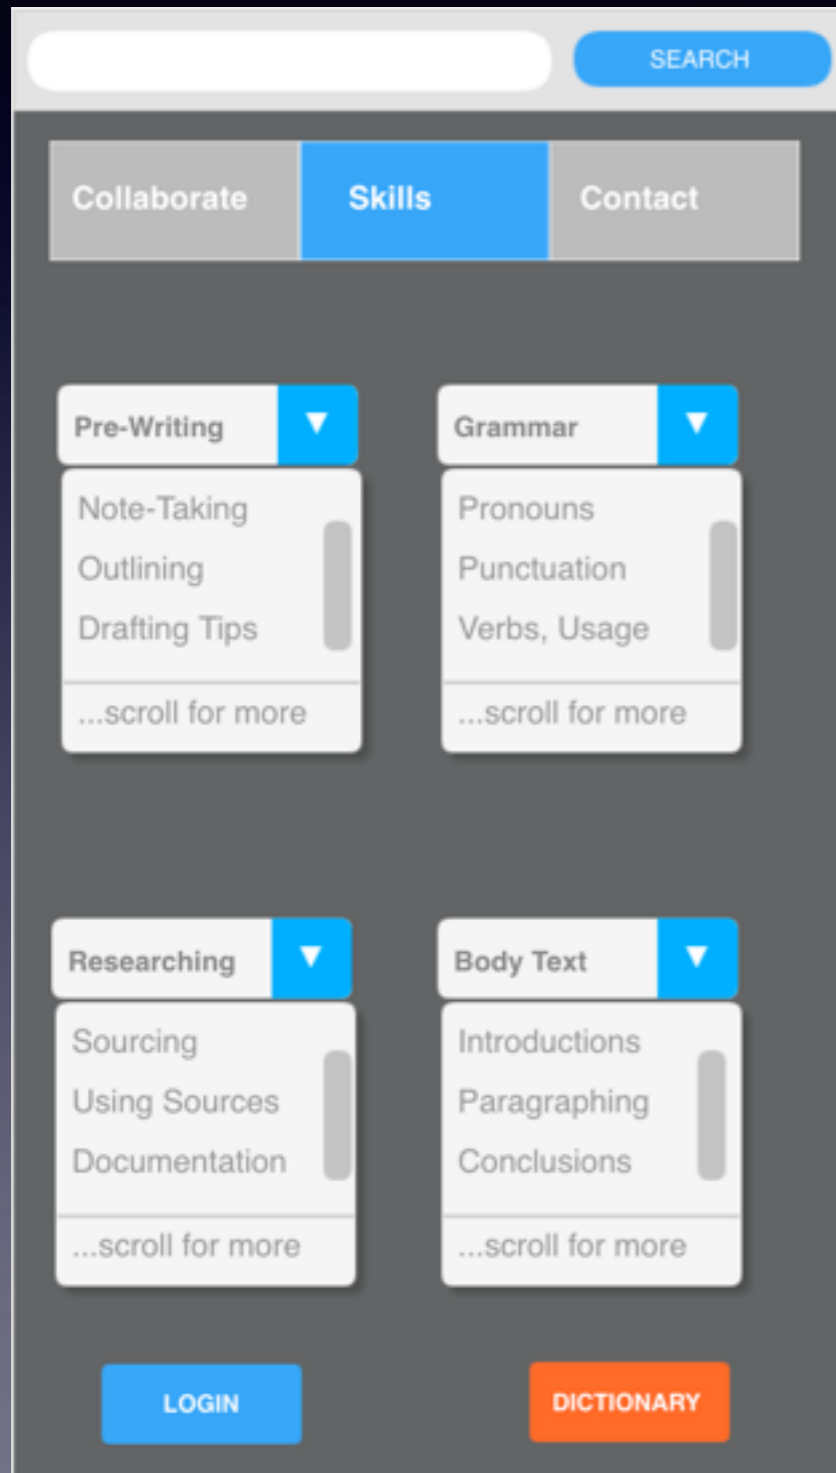 SEARCH
Collaborate Skills Contact
Pre-Writing
Note-Taking
Outlining
Drafting Tips
...scroll for more
Grammar
Pronouns
Punctuation
Verbs, Usage
...scroll for more
Researching
Sourcing
Using Sources
Documentation
...scroll for more
Body Text
Introductions
Paragraphing
Conclusions
...scroll for more
LOGIN
DICTIONARY